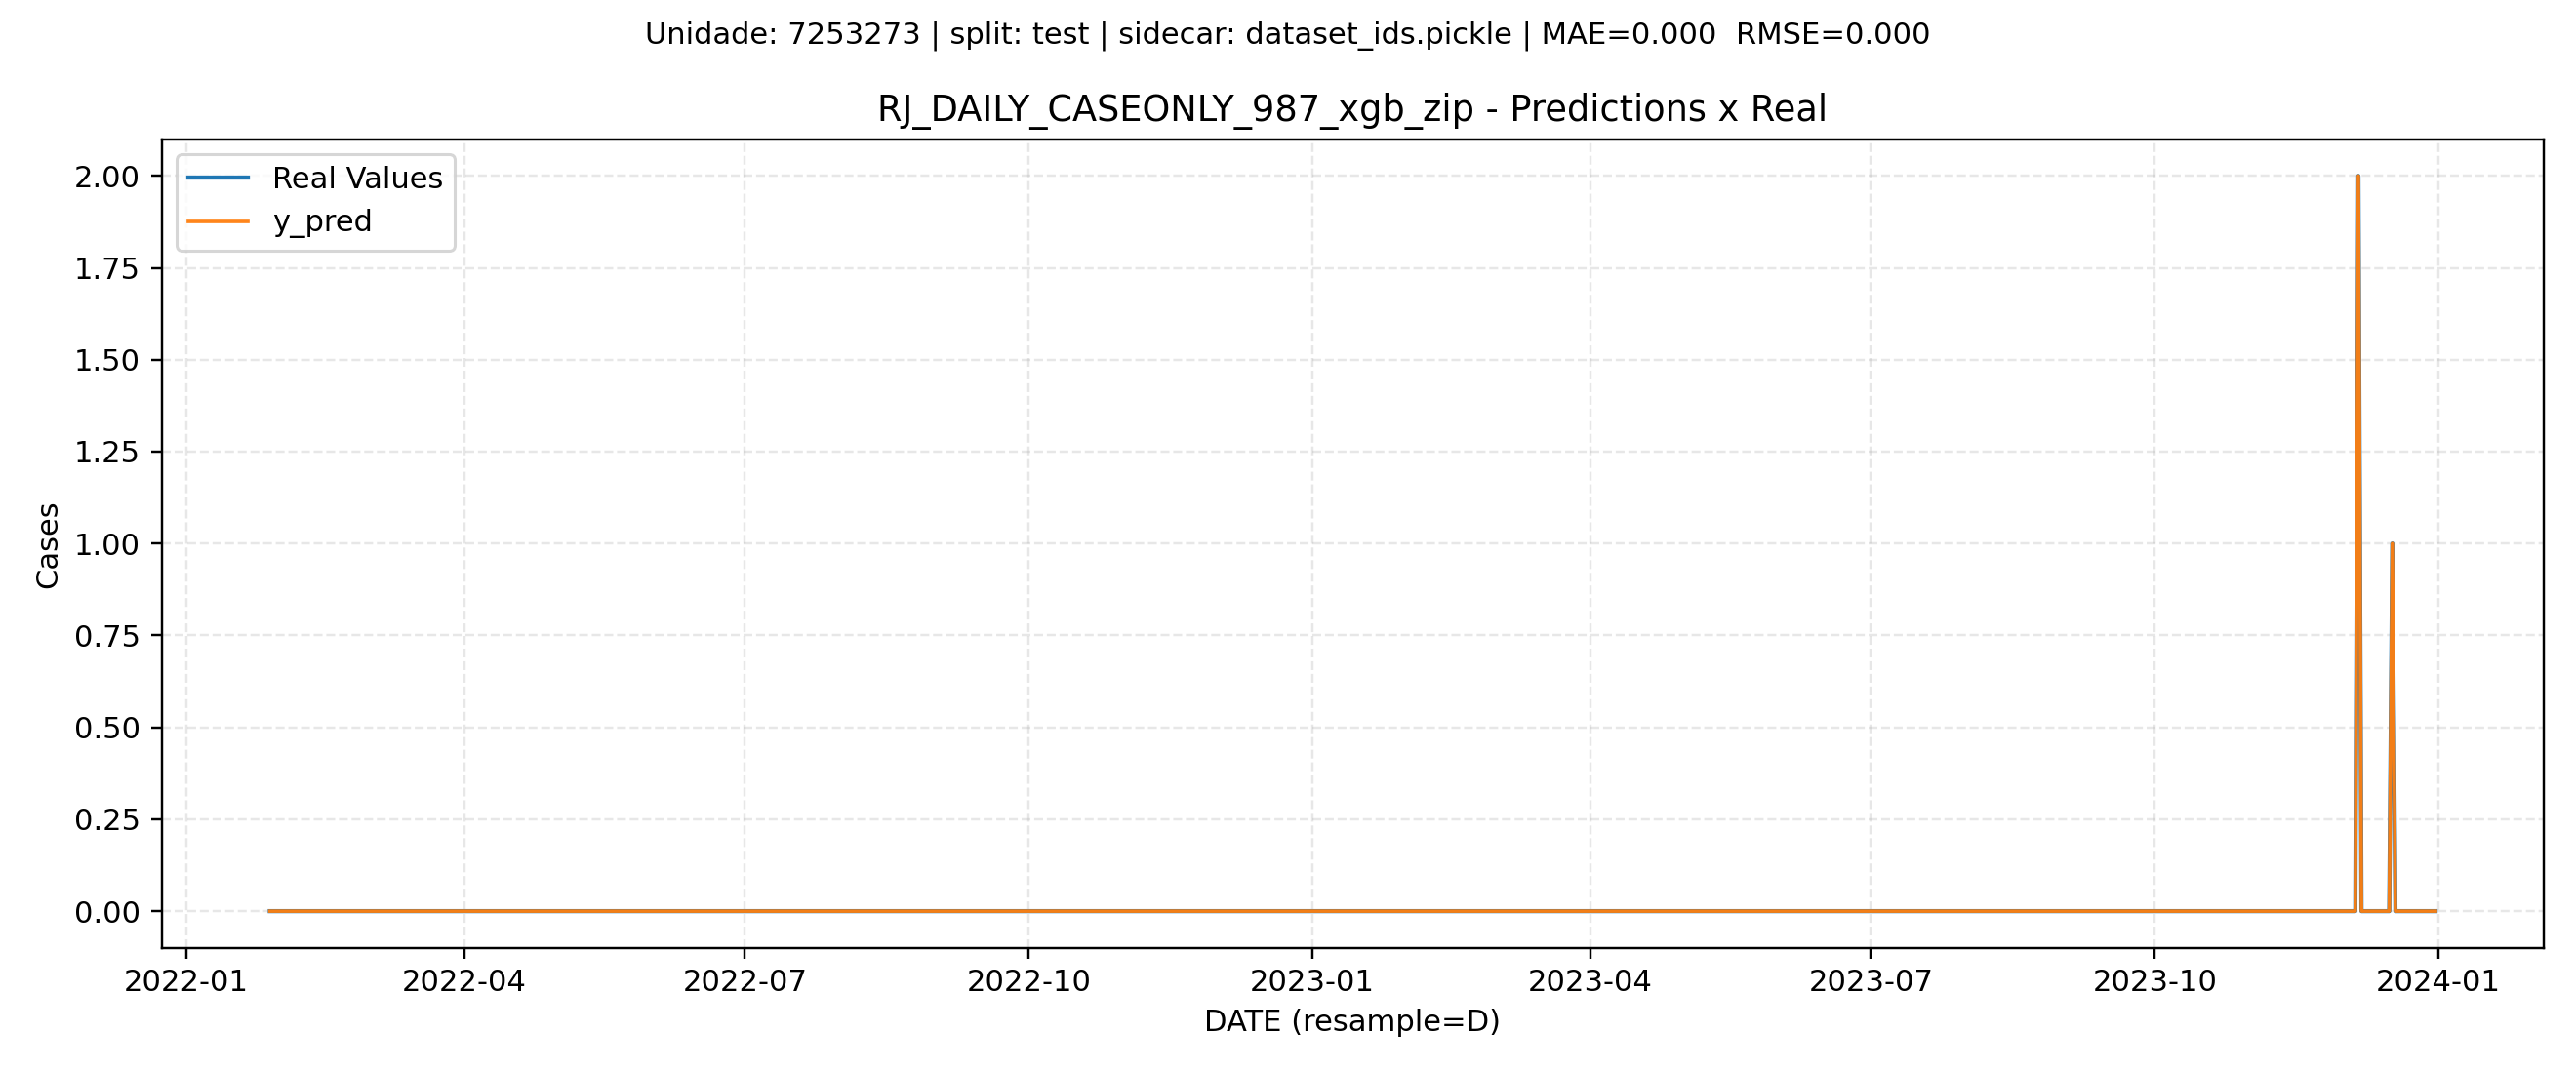 Unidade: 7253273 | split: test | sidecar: dataset_ids.pickle | MAE=0.000  RMSE=0.000
RJ_DAILY_CASEONLY_987_xgb_zip - Predictions x Real
Real Values
y_pred
2.00
1.75
1.50
1.25
1.00
0.75
0.50
0.25
0.00
Cases
2022-01 2022-04 2022-07 2022-10 2023-01 2023-04 2023-07 2023-10 2024-01
DATE (resample=D)